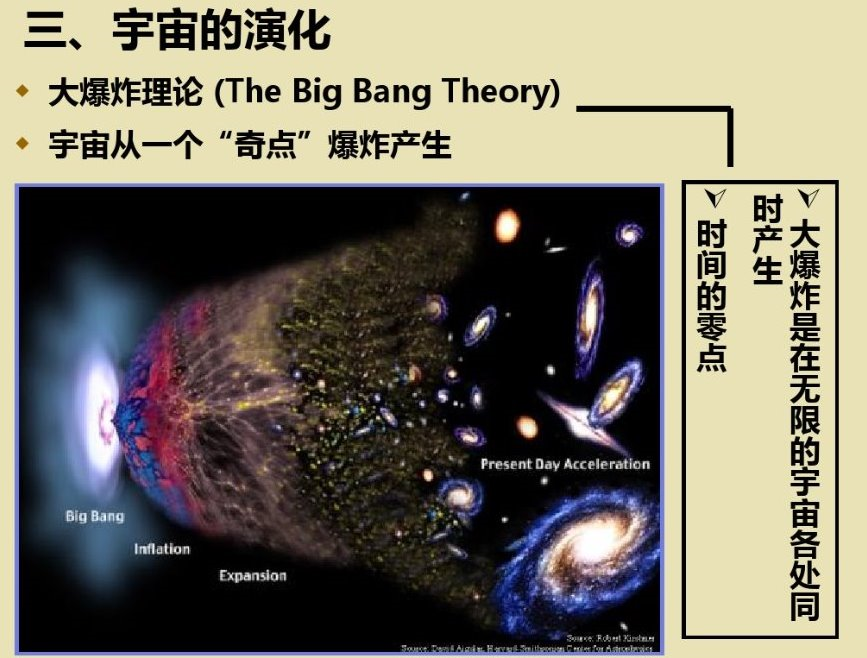 三、宇宙的演化
大爆炸理论 (The Big Bang Theory)
宇宙从一个“奇点”爆炸产生
大爆炸是在无限的宇宙各处同
时产生
时间的零点
Present Day Acceleration
Big Bang
Inflation
Expansion
Source: Robert Kirshner
Source: David Aguilar, Harvard-Smithsonian Center for Astrophysics